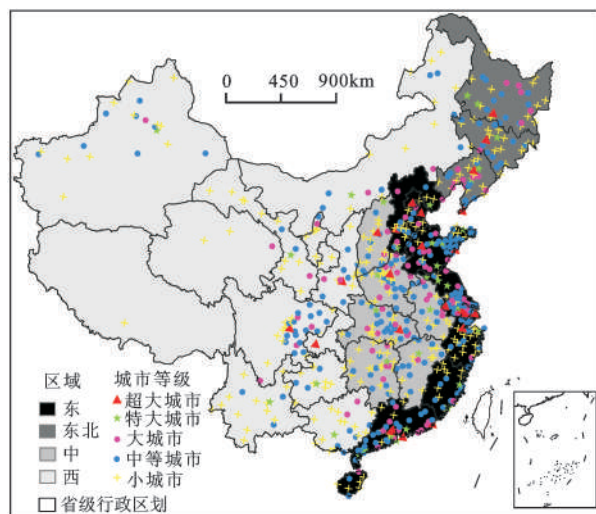 0 450 900km
区域 城市等级
东 超大城市
东北 特大城市
中 大城市
西 中等城市
省级行政区划 小城市